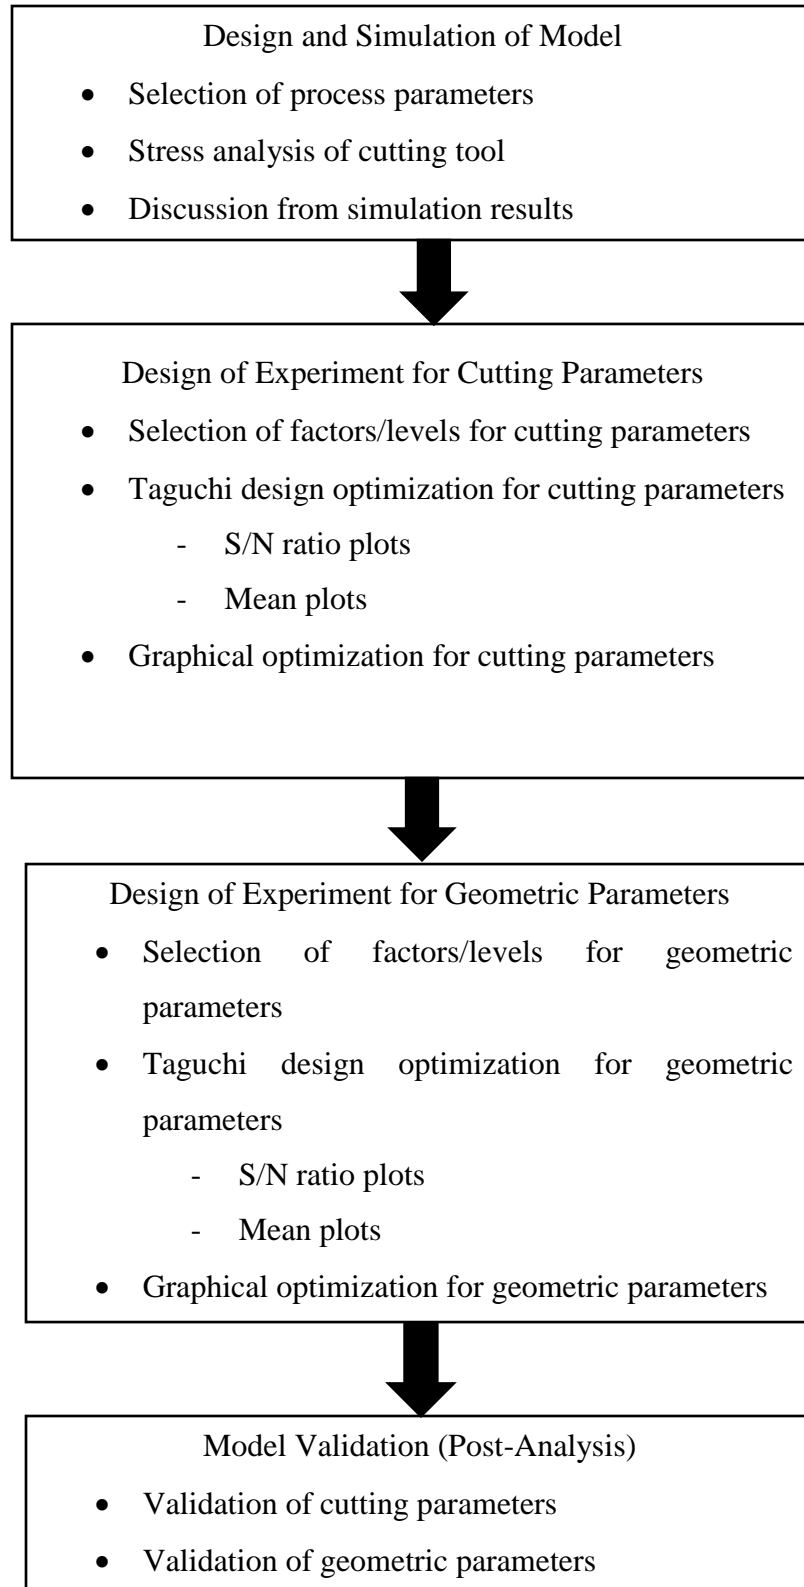 Design and Simulation of Model
• Selection of process parameters
• Stress analysis of cutting tool
• Discussion from simulation results
Design of Experiment for Cutting Parameters
• Selection of factors/levels for cutting parameters
• Taguchi design optimization for cutting parameters
- S/N ratio plots
- Mean plots
• Graphical optimization for cutting parameters
Design of Experiment for Geometric Parameters
• Selection of factors/levels for geometric
parameters
• Taguchi design optimization for geometric
parameters
- S/N ratio plots
- Mean plots
• Graphical optimization for geometric parameters
Model Validation (Post-Analysis)
• Validation of cutting parameters
• Validation of geometric parameters